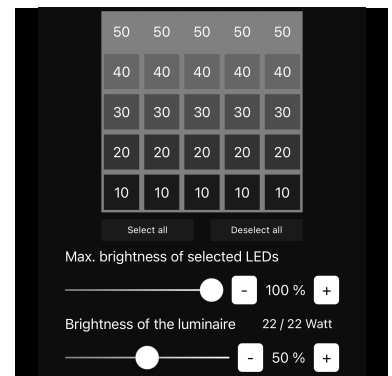 50 50 50 50 50
40 40 40 40 40
30 30 30 30 30
20 20 20 20 20
10 10 10 10 10
Select all Deselect all
Max. brightness of selected LEDs
- 100 % +
Brightness of the luminaire 22 / 22 Watt
- 50 % +